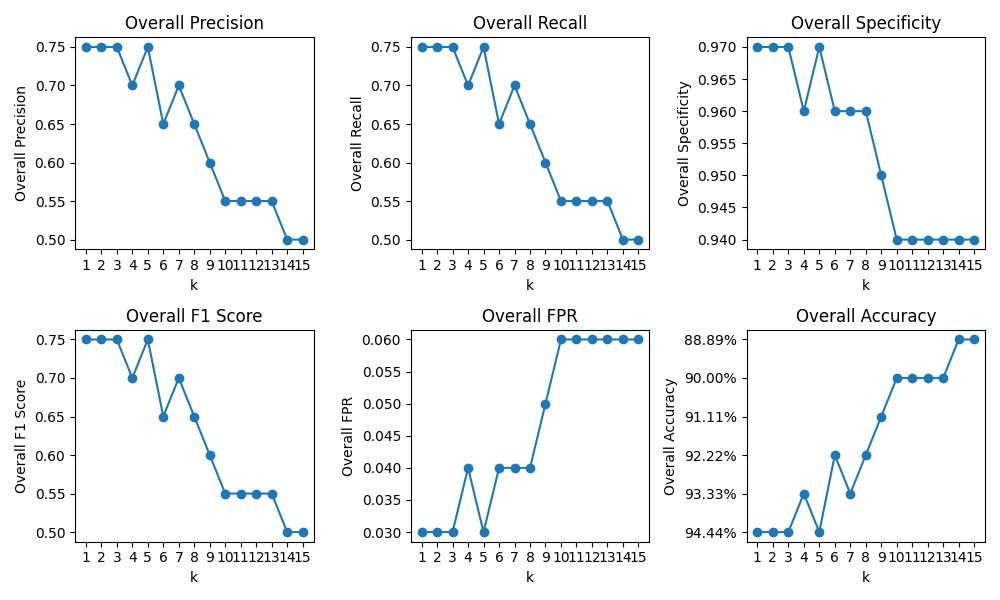 Overall Precision
Overall Precision
0.75
0.70
0.65
0.60
0.55
0.50
1 2 3 4 5 6 7 8 9 10 11 12 13 14 15
k
Overall Recall
Overall Recall
0.75
0.70
0.65
0.60
0.55
0.50
1 2 3 4 5 6 7 8 9 10 11 12 13 14 15
k
Overall Specificity
Overall Specificity
0.970
0.965
0.960
0.955
0.950
0.945
0.940
1 2 3 4 5 6 7 8 9 10 11 12 13 14 15
k
Overall F1 Score
Overall F1 Score
0.75
0.70
0.65
0.60
0.55
0.50
1 2 3 4 5 6 7 8 9 10 11 12 13 14 15
k
Overall FPR
Overall FPR
0.060
0.055
0.050
0.045
0.040
0.035
0.030
1 2 3 4 5 6 7 8 9 10 11 12 13 14 15
k
Overall Accuracy
Overall Accuracy
88.89%
90.00%
91.11%
92.22%
93.33%
94.44%
1 2 3 4 5 6 7 8 9 10 11 12 13 14 15
k